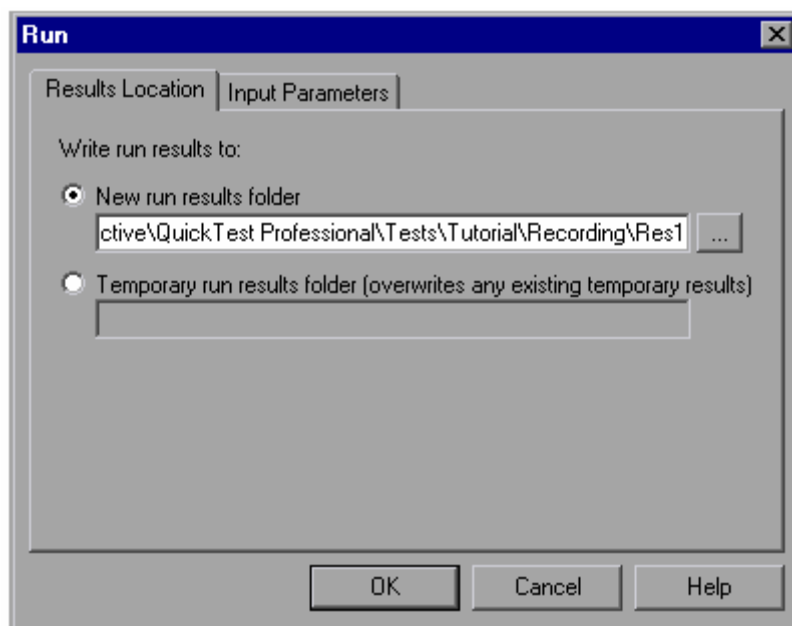 Run
Results Location Input Parameters
Write run results to:
New run results folder
ctive\QuickTest Professional\Tests\Tutorial\Recording\Res1 ...
Temporary run results folder (overwrites any existing temporary results)
OK Cancel Help